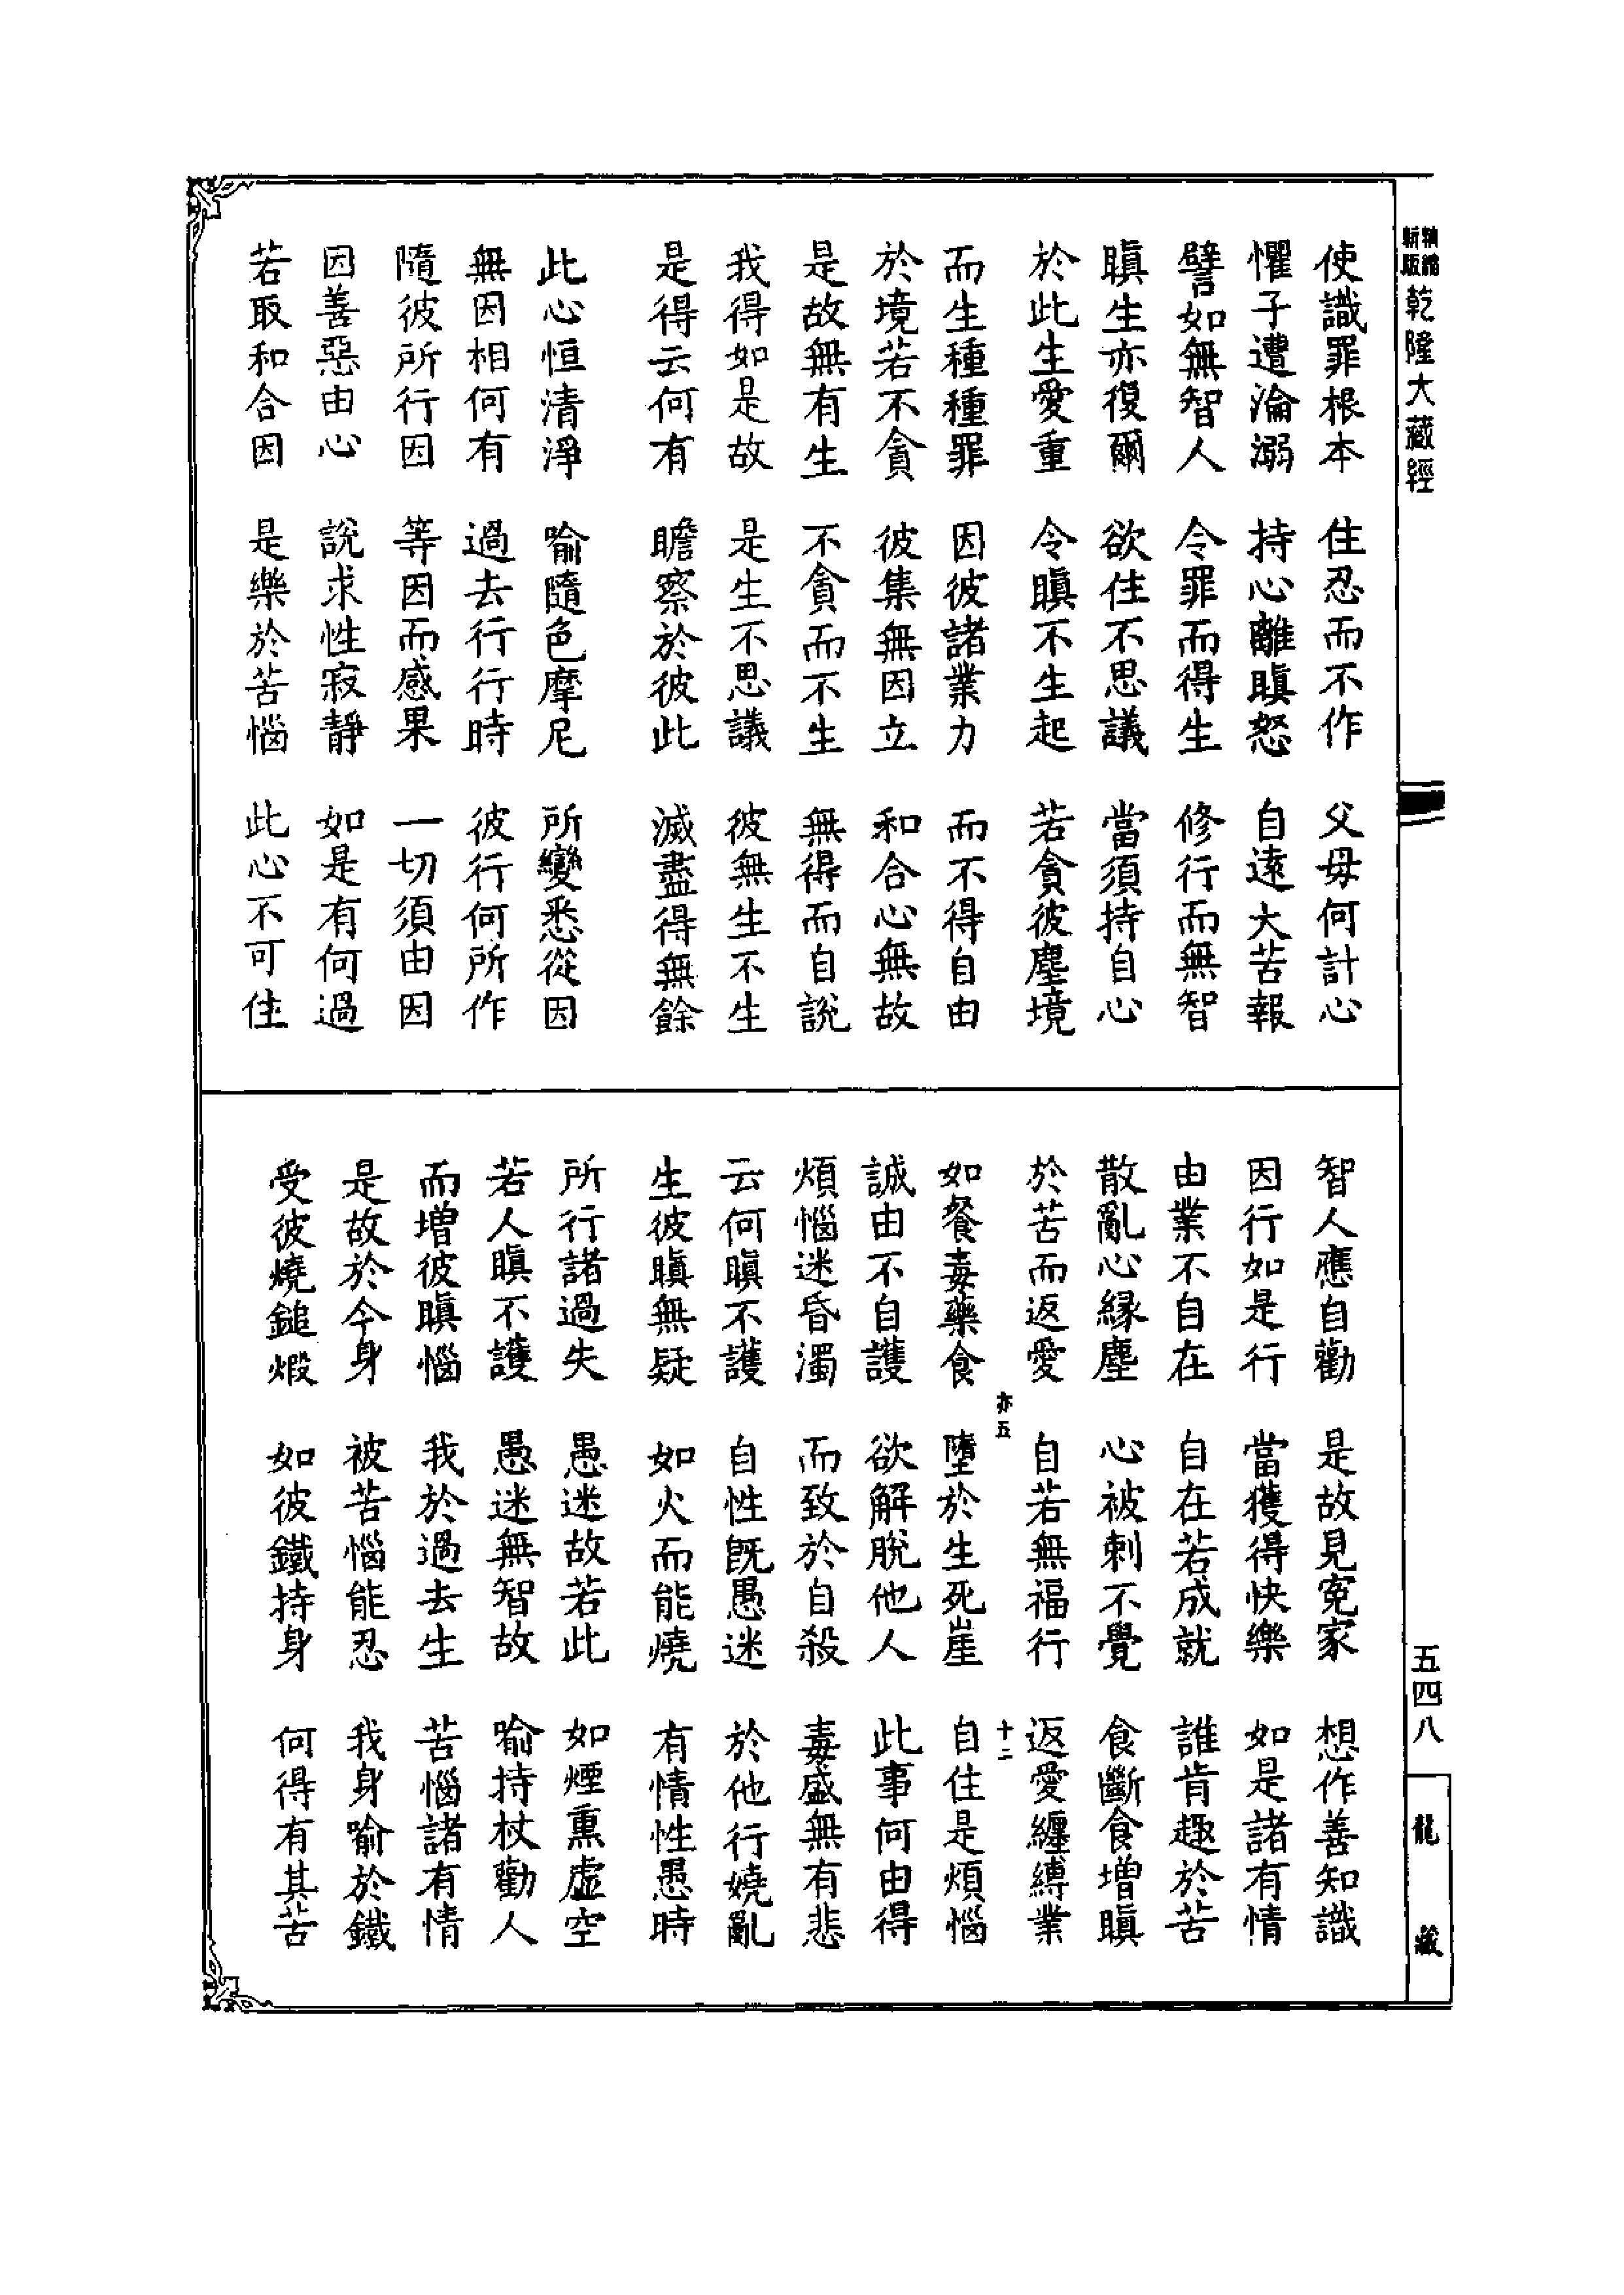 精編
新版
乾隆大藏經
使識罪根本　住忍而不作　父母何計心
懼子遭淪溺　持心離瞋怒　自遠大苦報
譬如無智人　令罪而得生　修行而無智
瞋生亦復爾　欲住不思議　當須持自心
於此生愛重　令瞋不生起　若貪彼塵境
而生種種罪　因彼諸業力　而不得自由
於境若不貪　彼集無因立　和合心無故
是故無有生　不貪而不生　無得而自說
我得如是故　是生不思議　彼無生不生
是得云何有　瞻察於彼此　滅盡得無餘
此心恒清淨　喻隨色摩尼　所變悉從因
無因相何有　過去行行時　彼行何所作
隨彼所行因　等因而感果　一切須由因
因善惡由心　說求性寂靜　如是有何過
若取和合因　是樂於苦惱　此心不可住
智人應自勸　是故見寃家　想作善知識
因行如是行　當獲得快樂　如是諸有情
由業不自在　自在若成就　誰肯趣於苦
散亂心緣塵　心被刺不覺　食斷食增瞋
於苦而返愛　自若無福行　返愛纏縛業
亦五　十二
如餐毒藥食　墮於生死崖　自住是煩惱
誠由不自護　欲解脫他人　此事何由得
煩惱迷昏濁　而致於自殺　毒盛無有悲
云何瞋不護　自性旣愚迷　於他行嬈亂
生彼瞋無疑　如火而能燒　有情性愚時
所行諸過失　愚迷故若此　如煙熏虛空
若人瞋不護　愚迷無智故　喻持杖勸人
而增彼瞋惱　我於過去生　苦惱諸有情
是故於今身　被苦惱能忍　我身喻於鐵
受彼燒鎚煅　如彼鐵持身　何得有其苦
五四八
龍藏